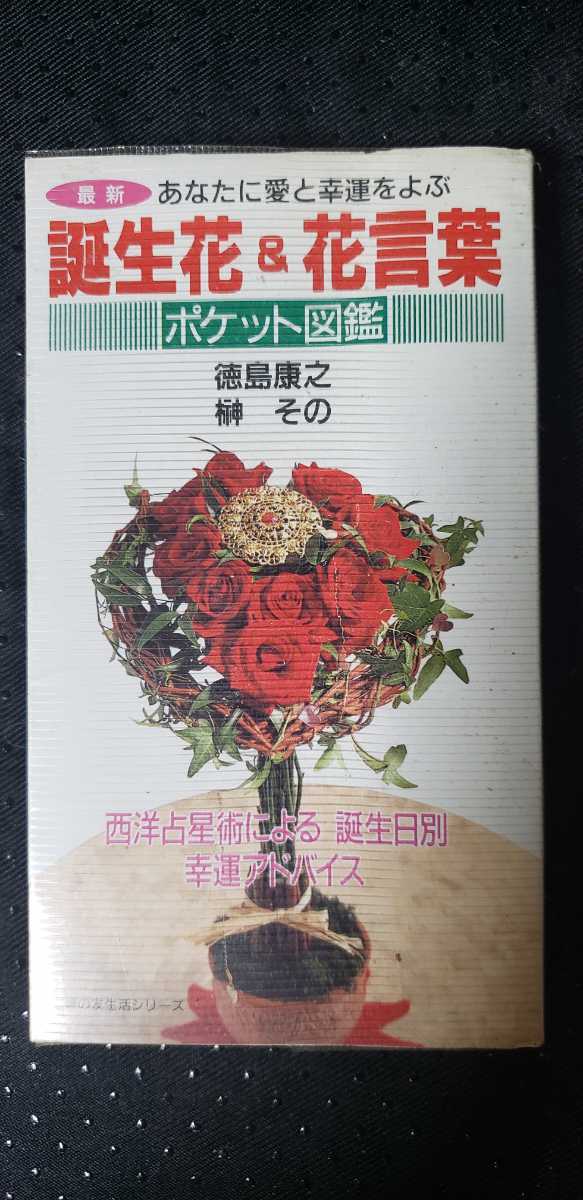 最新 あなたに愛と幸運をよぶ
誕生花&花言葉
ポケット図鑑
徳島康之
榊 その
西洋占星術による 誕生日別
幸運アドバイス
の友生活シリーズ